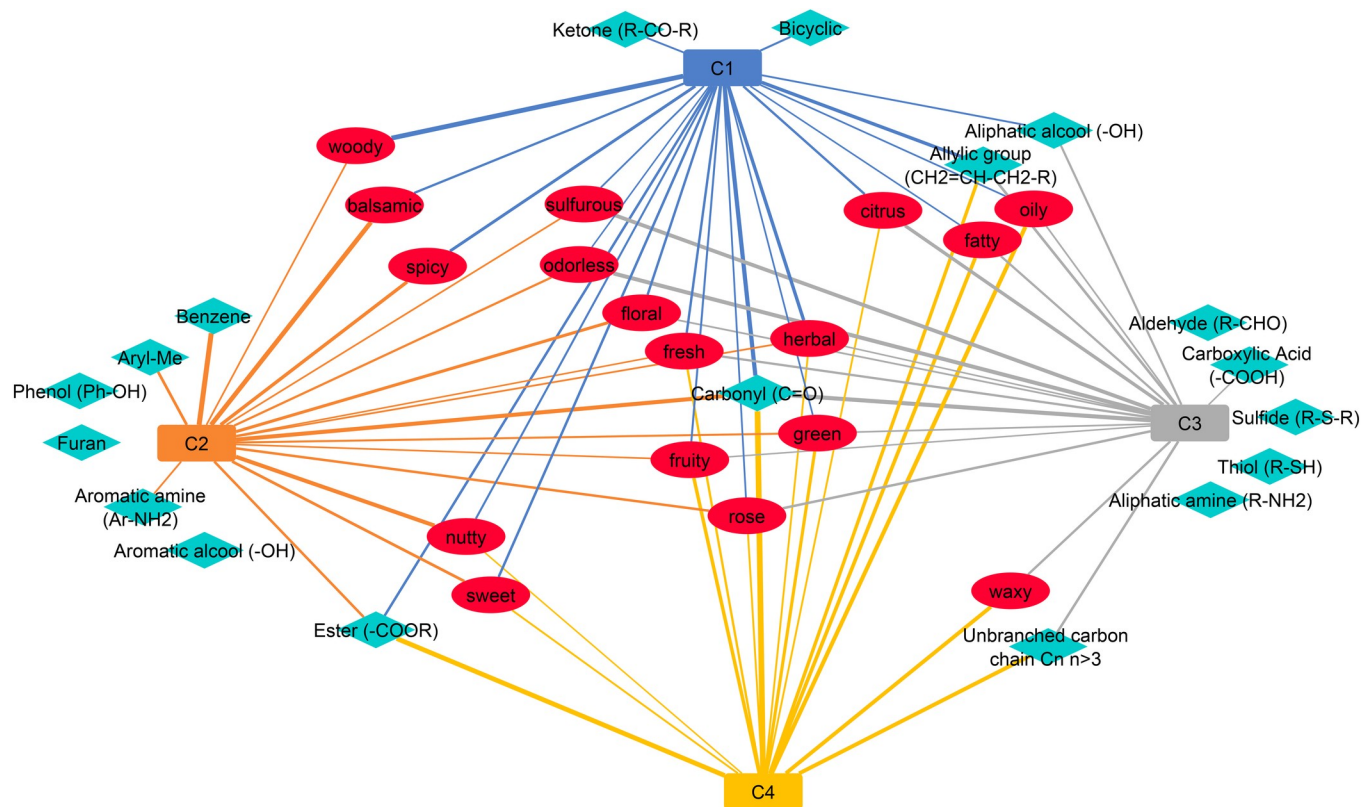 Ketone (R-CO-R)
Bicyclic
C1
Aliphatic alcool (-OH)
woody
Allylic group
(CH2=CH-CH2-R)
balsamic
sulfurous
citrus
oily
fatty
spicy
odorless
floral
Benzene
Aldehyde (R-CHO)
herbal
fresh
Aryl-Me
Carboxylic Acid
(-COOH)
Phenol (Ph-OH)
Carbonyl (C=O)
Sulfide (R-S-R)
C3
green
Furan
C2
fruity
Thiol (R-SH)
Aromatic amine
(Ar-NH2)
Aliphatic amine (R-NH2)
rose
nutty
Aromatic alcool (-OH)
sweet
waxy
Ester (-COOR)
Unbranched carbon
chain Cn n>3
C4